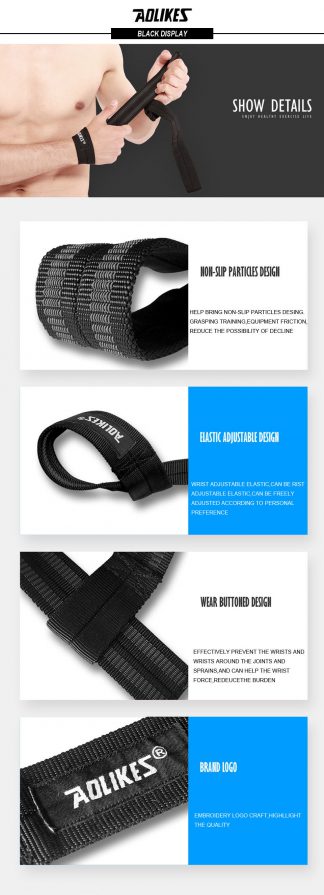 AOLIKES
BLACK DISPLAY
SHOW DETAILS
ENJOY HEALTHY EXERCISE LIFE
AOLIKES
NON-SLIP PARTICLES DESIGN
HELP BRING NON-SLIP PARTICLES DESING.
GRASPING TRAINING,EQUIPMENT FRICTION,
REDUCE THE POSSIBILITY OF DECLINE
AOLIKES®
ELASTIC ADJUSTABLE DESIGN
WRIST ADJUSTABLE ELASTIC,CAN BE RIST
ADJUSTABLE ELASTIC,CAN BE FREELY
ADJUSTED ACCORDING TO PERSONAL
PREFERENCE
WEAR BUTTONED DESIGN
EFFECTIVELY PREVENT THE WRISTS AND
WRISTS AROUND THE JOINTS AND
SPRAINS,AND CAN HELP THE WRIST
FORCE,REDEUCETHE BURDEN
AOLIKES®
BRAND LOGO
EMBROIDERY LOGO CRAFT,HIGHLLIGHT
THE QUALITY